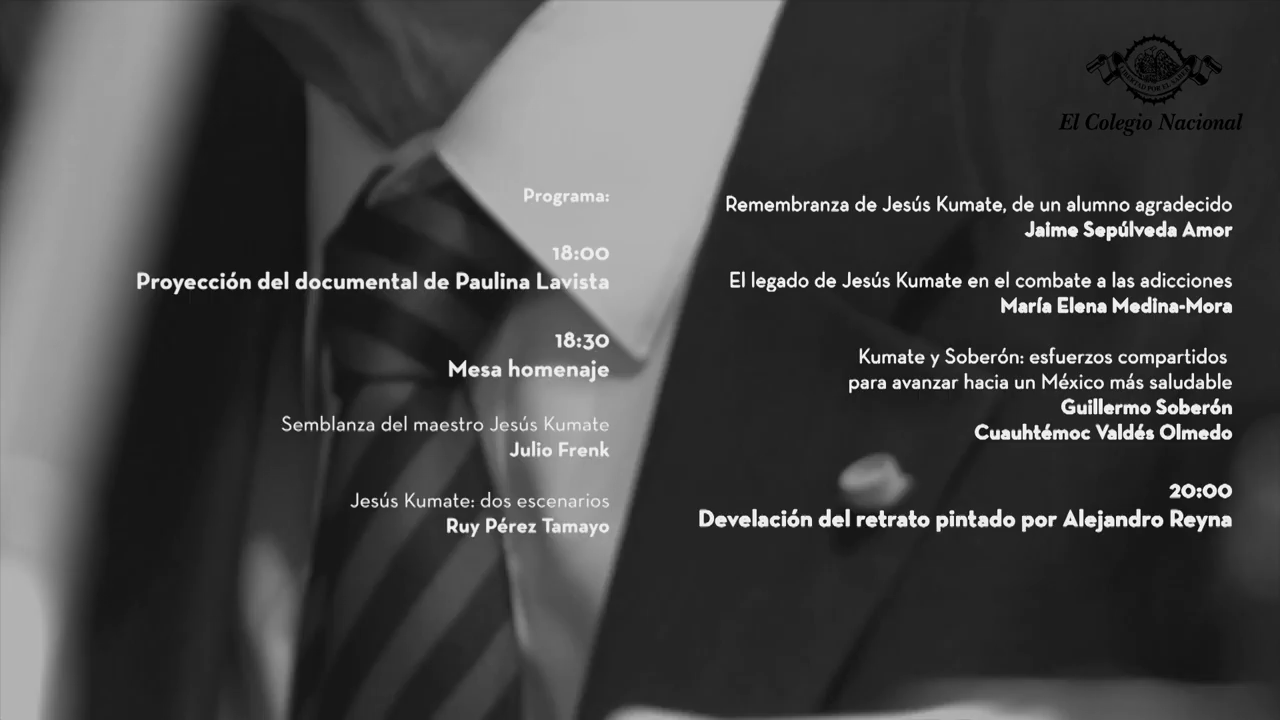 LIBERTAD POR EL SABER
El Colegio Nacional
Programa:
18:00
Proyección del documental de Paulina Lavista
18:30
Mesa homenaje
Semblanza del maestro Jesús Kumate
Julio Frenk
Jesús Kumate: dos escenarios
Ruy Pérez Tamayo
Remembranza de Jesús Kumate, de un alumno agradecido
Jaime Sepúlveda Amor
El legado de Jesús Kumate en el combate a las adicciones
María Elena Medina-Mora
Kumate y Soberón: esfuerzos compartidos
para avanzar hacia un México más saludable
Guillermo Soberón
Cuauhtémoc Valdés Olmedo
20:00
Develación del retrato pintado por Alejandro Reyna